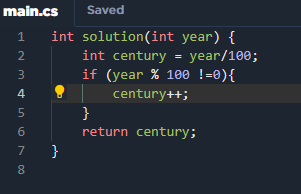 main.cs Saved
1 int solution(int year) {
2     int century = year/100;
3     if (year % 100 !=0){
4         century++;
5     }
6     return century;
7 }
8